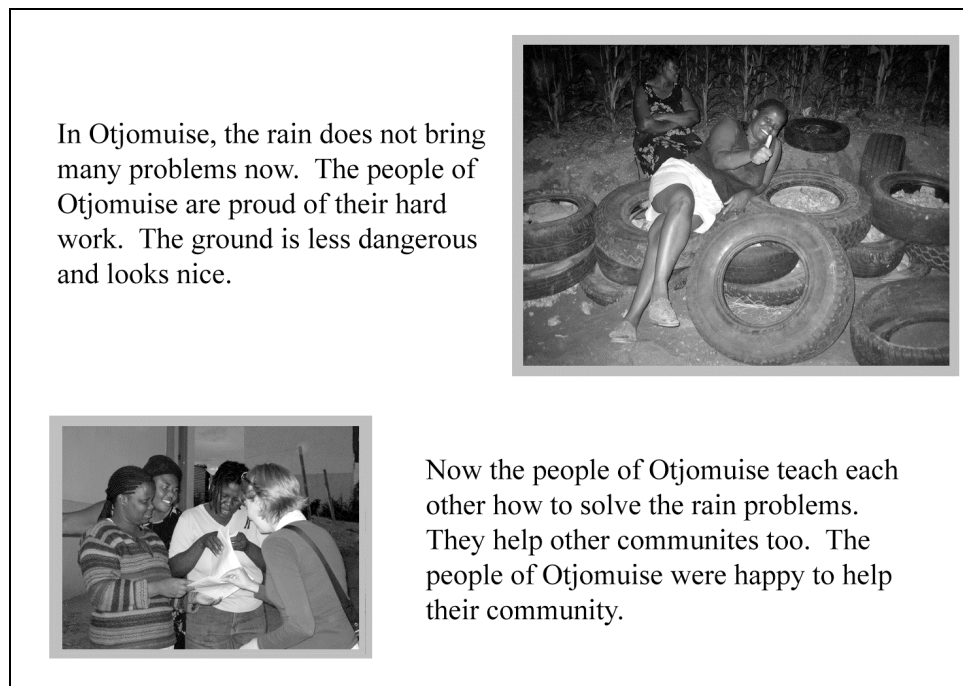 In Otjomuise, the rain does not bring
many problems now. The people of
Otjomuise are proud of their hard
work. The ground is less dangerous
and looks nice.
Now the people of Otjomuise teach each
other how to solve the rain problems.
They help other communites too. The
people of Otjomuise were happy to help
their community.